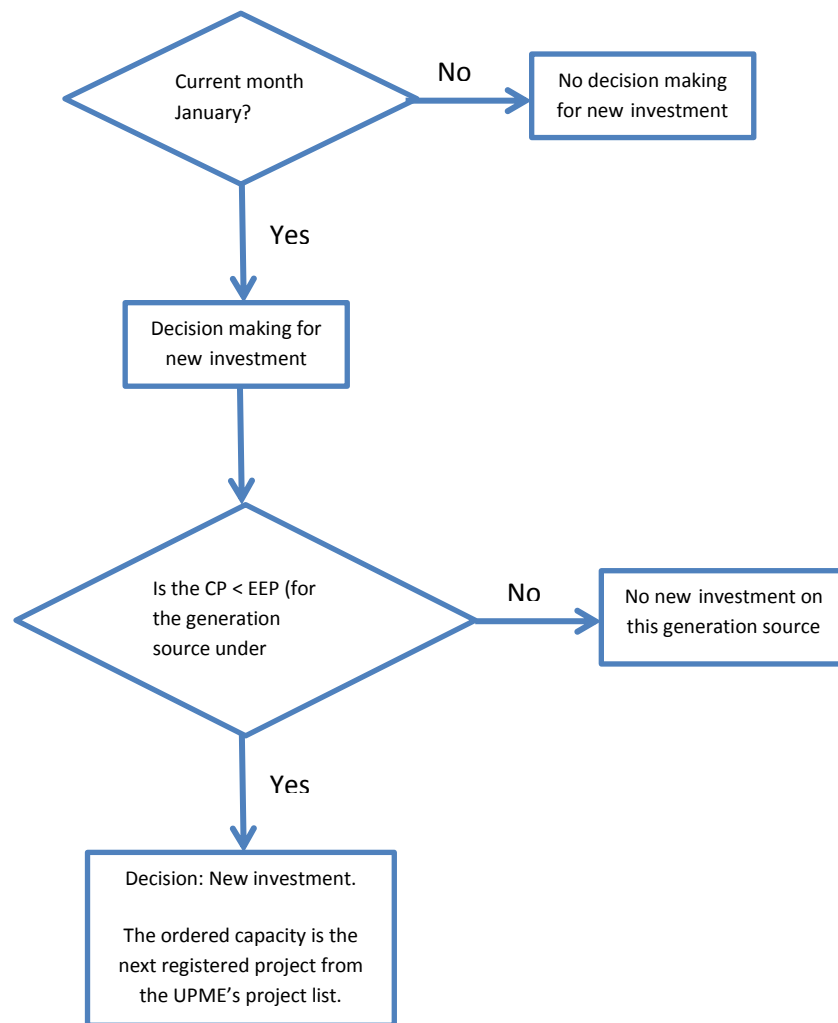 Current month
January?
No
No decision making
for new investment
Yes
Decision making for
new investment
Is the CP < EEP (for
the generation
source under
No
No new investment on
this generation source
Yes
Decision: New investment.
The ordered capacity is the
next registered project from
the UPME’s project list.